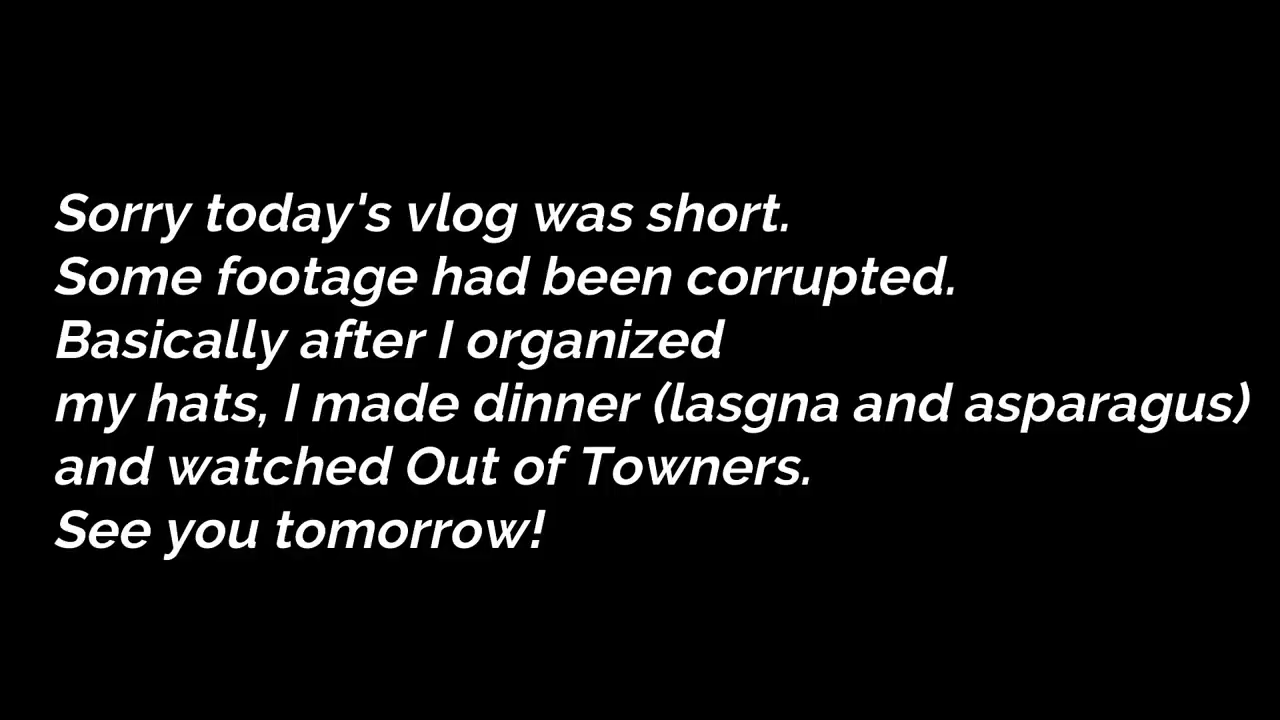 Sorry today's vlog was short.
Some footage had been corrupted.
Basically after I organized
my hats, I made dinner (lasgna and asparagus)
and watched Out of Towners.
See you tomorrow!